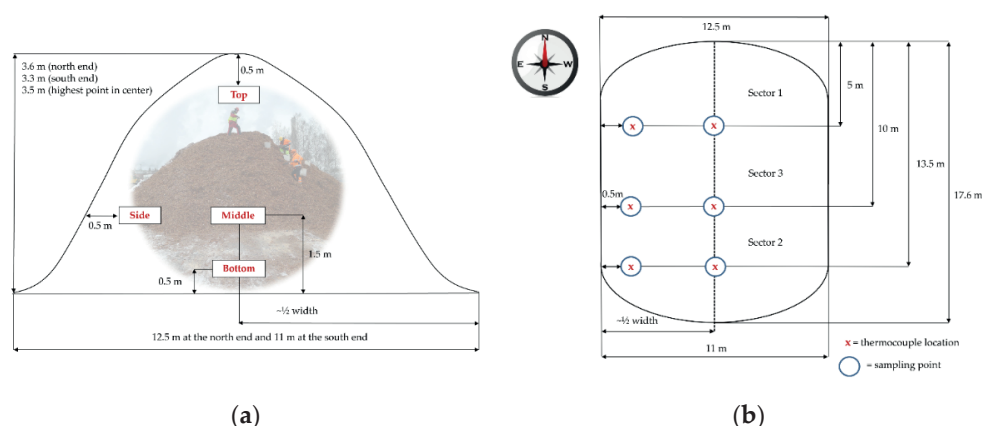 3.6 m (north end)
3.3 m (south end)
3.5 m (highest point in center)
0.5 m
Top
Side
Middle
0.5 m
1.5 m
Bottom
0.5 m
~½ width
12.5 m at the north end and 11 m at the south end
(a)
12.5 m
N
E
W
S
Sector 1
5 m
x
x
10 m
Sector 3
13.5 m
0.5m
x
x
17.6 m
Sector 2
x
x
~½ width
11 m
x = thermocouple location
= sampling point
(b)